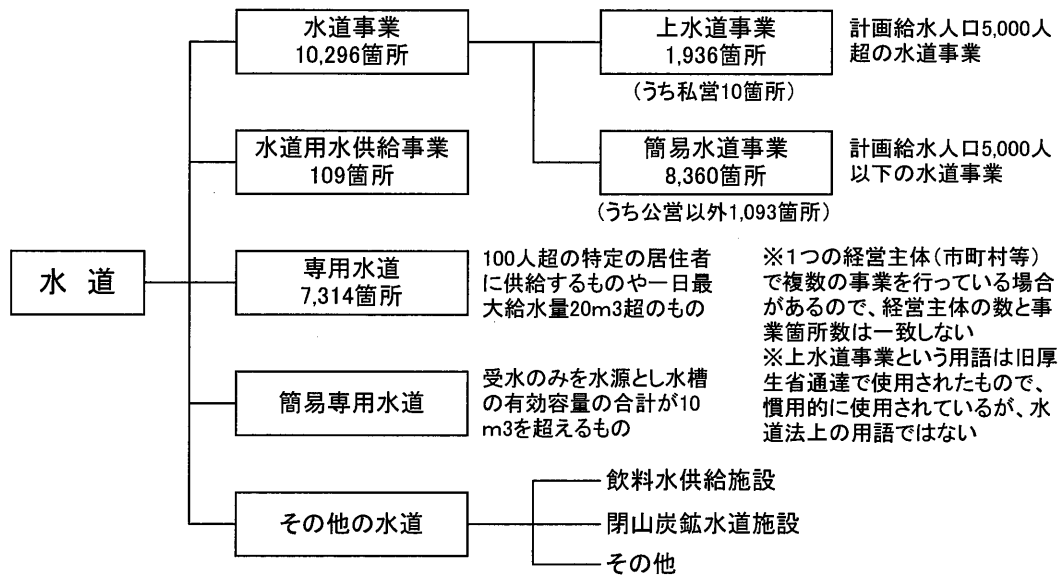 水道
水道事業
10,296箇所
上水道事業
1,936箇所
(うち私営10箇所)
計画給水人口5,000人
超の水道事業
簡易水道事業
8,360箇所
(うち公営以外1,093箇所)
計画給水人口5,000人
以下の水道事業
水道用水供給事業
109箇所
専用水道
7,314箇所
100人超の特定の居住者
に供給するものや一日最
大給水量20m3超のもの
簡易専用水道
受水のみを水源とし水槽
の有効容量の合計が10
m3を超えるもの
その他の水道
飲料水供給施設
閉山炭鉱水道施設
その他
※1つの経営主体(市町村等)
で複数の事業を行っている場合
があるので、経営主体の数と事
業箇所数は一致しない
※上水道事業という用語は旧厚
生省通達で使用されたもので、
慣用的に使用されているが、水
道法上の用語ではない